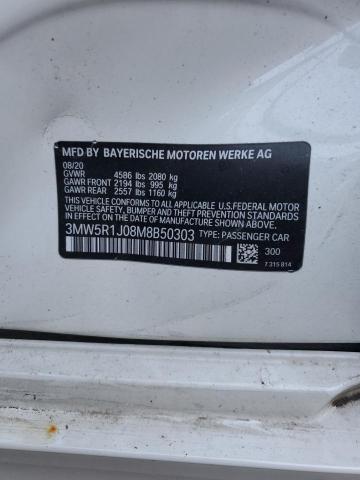 MFD BY BAYERISCHE MOTOREN WERKE AG
08/20
GVWR 4586 lbs 2080 kg
GAWR FRONT 2194 lbs 995 kg
GAWR REAR 2557 lbs 1160 kg
THIS VEHICLE CONFORMS TO ALL APPLICABLE U.S. FEDERAL MOTOR
VEHICLE SAFETY, BUMPER AND THEFT PREVENTION STANDARDS
IN EFFECT ON THE DATE OF MANUFACTURE SHOWN ABOVE.
3MW5R1J08M8B50303 TYPE: PASSENGER CAR
300
7 315 814